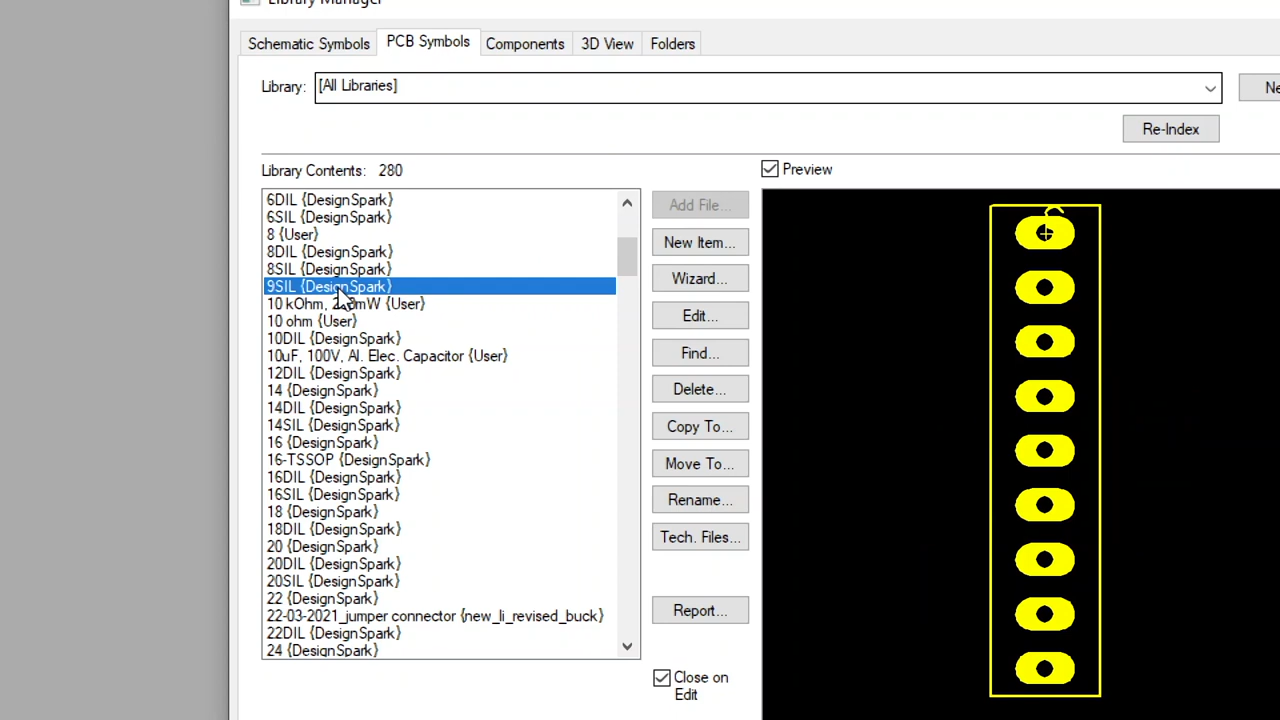 Library Manager
Schematic Symbols PCB Symbols Components 3D View Folders
Library: [All Libraries]
Re-Index
Library Contents: 280
Preview
6DIL {DesignSpark}
6SIL {DesignSpark}
8 {User}
8DIL {DesignSpark}
8SIL {DesignSpark}
9SIL {DesignSpark}
10 kOhm, {User}
10 ohm {User}
10DIL {DesignSpark}
10uF, 100V, Al. Elec. Capacitor {User}
12DIL {DesignSpark}
14 {DesignSpark}
14DIL {DesignSpark}
14SIL {DesignSpark}
16 {DesignSpark}
16-TSSOP {DesignSpark}
16DIL {DesignSpark}
16SIL {DesignSpark}
18 {DesignSpark}
18DIL {DesignSpark}
20 {DesignSpark}
20DIL {DesignSpark}
20SIL {DesignSpark}
22 {DesignSpark}
22-03-2021_jumper connector {new_li_revised_buck}
22DIL {DesignSpark}
24 {DesignSpark}
Add File...
New Item...
Wizard...
Edit...
Find...
Delete...
Copy To...
Move To...
Rename...
Tech. Files...
Report...
Close on
Edit